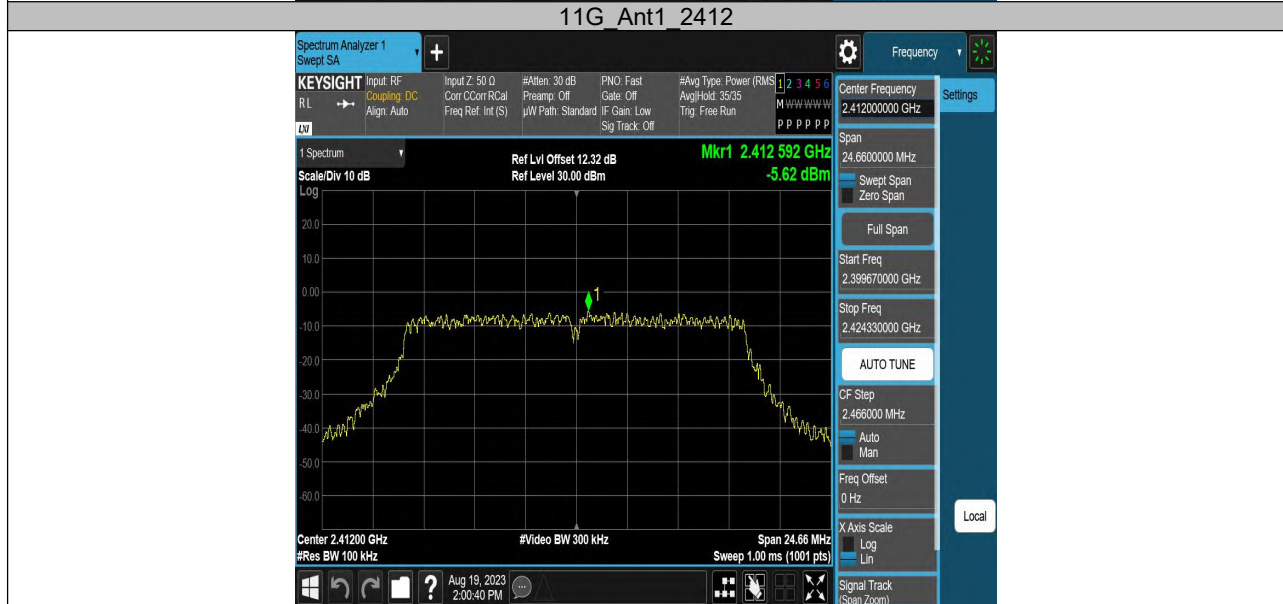 11G_Ant1_2412
Spectrum Analyzer 1
Swept SA
Frequency
KEYSIGHT
R L
LXI
Input: RF
Coupling: DC
Align: Auto
Input Z: 50 Ω
Corr CCorr RCal
Freq Ref: Int (S)
#Atten: 30 dB
Preamp: Off
µW Path: Standard
PNO: Fast
Gate: Off
IF Gain: Low
Sig Track: Off
#Avg Type: Power (RMS
Avg|Hold: 35/35
Trig: Free Run
1 2 3 4 5 6
M W W W W W
P P P P P P
1 Spectrum
Scale/Div 10 dB
Ref Lvl Offset 12.32 dB
Ref Level 30.00 dBm
Mkr1 2.412 592 GHz
-5.62 dBm
Log
20.0
10.0
0.00
-10.0
-20.0
-30.0
-40.0
-50.0
-60.0
1
Center 2.41200 GHz
#Res BW 100 kHz
#Video BW 300 kHz
Span 24.66 MHz
Sweep 1.00 ms (1001 pts)
Aug 19, 2023
2:00:40 PM
Center Frequency
2.412000000 GHz
Settings
Span
24.6600000 MHz
Swept Span
Zero Span
Full Span
Start Freq
2.399670000 GHz
Stop Freq
2.424330000 GHz
AUTO TUNE
CF Step
2.466000 MHz
Auto
Man
Freq Offset
0 Hz
X Axis Scale
Log
Lin
Local
Signal Track
(Span Zoom)